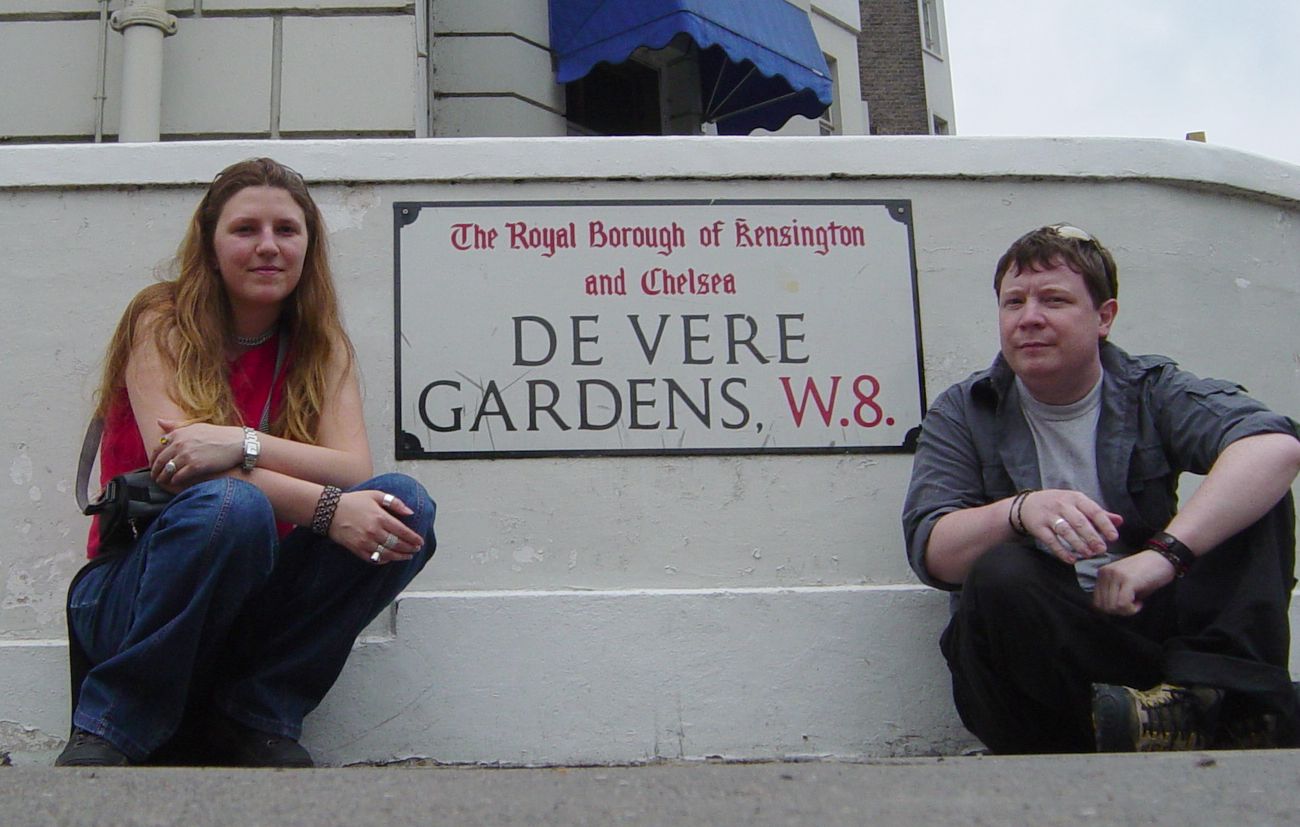 The Royal Borough of Kensington
and Chelsea
DE VERE
GARDENS, W.8.